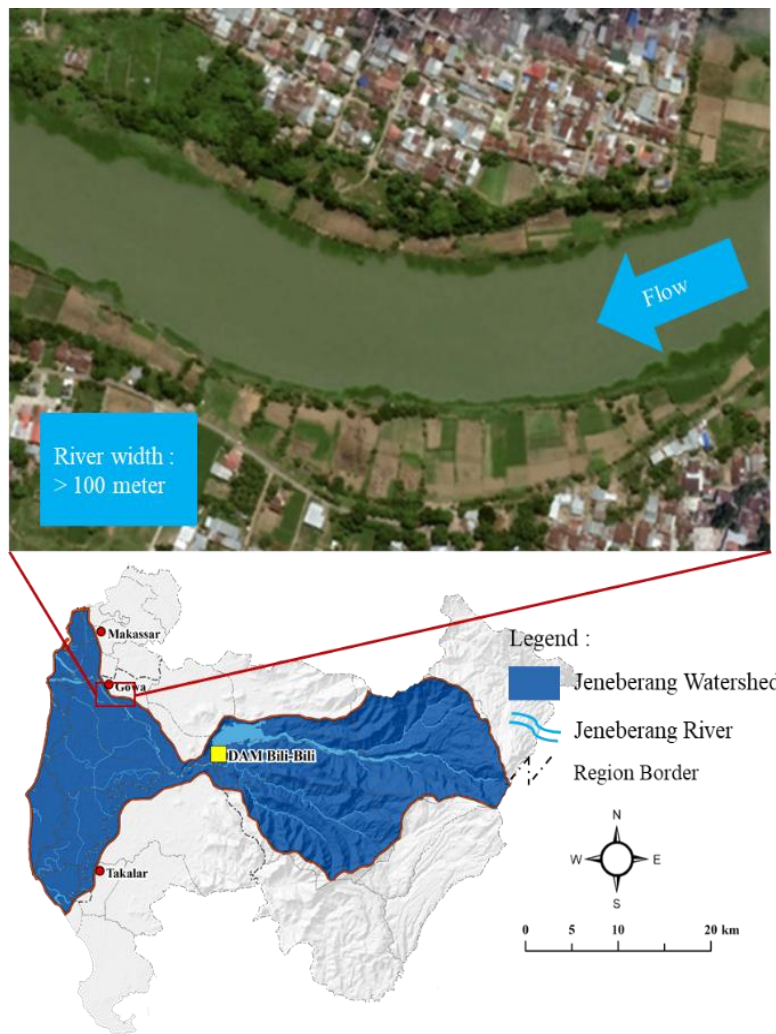 Flow
River width :
> 100 meter
Makassar
Gowa
DAM Bili-Bili
Takalar
Legend :
Jeneberang Watershed
Jeneberang River
Region Border
N
W E
S
0 5 10 20 km